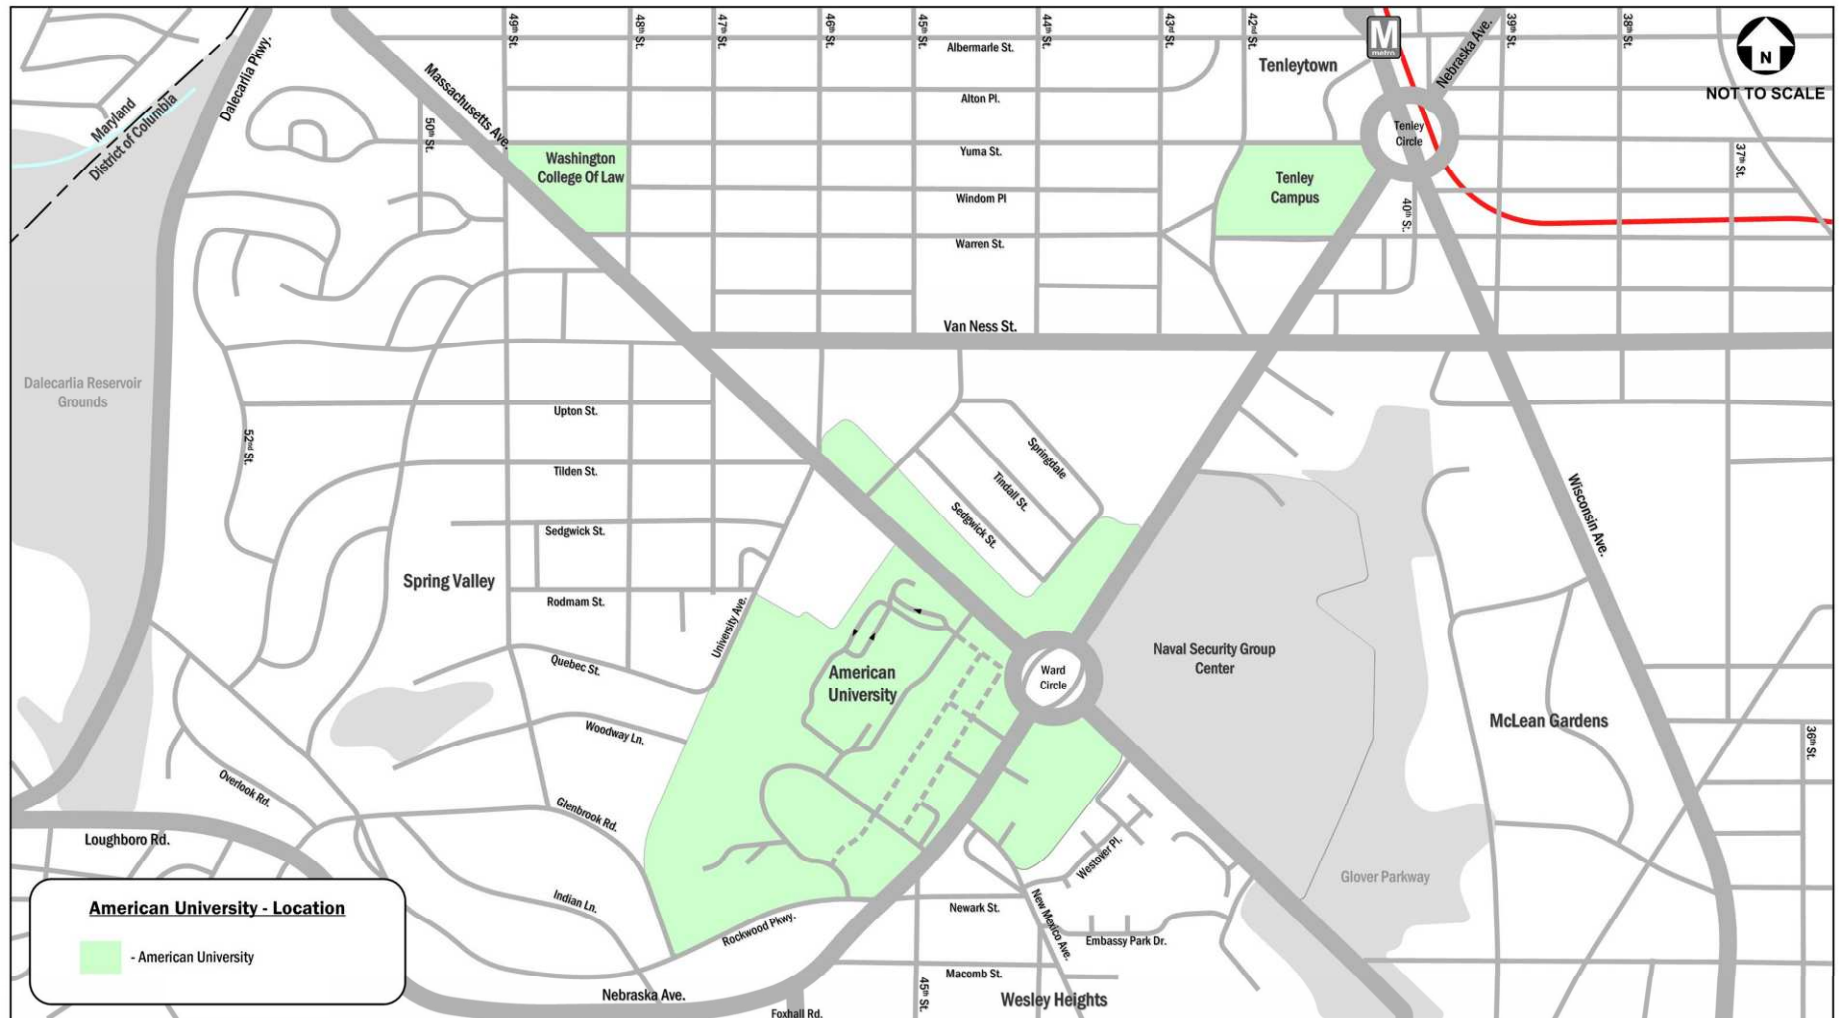 49th St.
48th St.
47th St.
46th St.
45th St.
44th St.
43rd St.
42nd St.
39th St.
38th St.
M
metro
Nebraska Ave.
N
NOT TO SCALE
Albermarle St.
Tenleytown
Dalecarlia Pkwy.
Massachusetts Ave.
Alton Pl.
Maryland
District of Columbia
50th St.
Tenley
Circle
Yuma St.
37th St.
Washington
College Of Law
Tenley
Campus
Windom Pl
40th St.
Warren St.
Van Ness St.
Dalecarlia Reservoir
Grounds
Upton St.
52nd St.
Springdale
Tilden St.
Tindall St.
Sedgwick St.
Wisconsin Ave.
Sedgwick St.
Spring Valley
Rodmam St.
University Ave.
Quebec St.
American
University
Ward
Circle
Naval Security Group
Center
McLean Gardens
Woodway Ln.
36th St.
Overlook Rd.
Glenbrook Rd.
Loughboro Rd.
Westover Pl.
Glover Parkway
American University - Location
- American University
Indian Ln.
Rockwood Pkwy.
Newark St.
New Mexico Ave.
Embassy Park Dr.
Macomb St.
Nebraska Ave.
45th St.
Wesley Heights
Foxhall Rd.